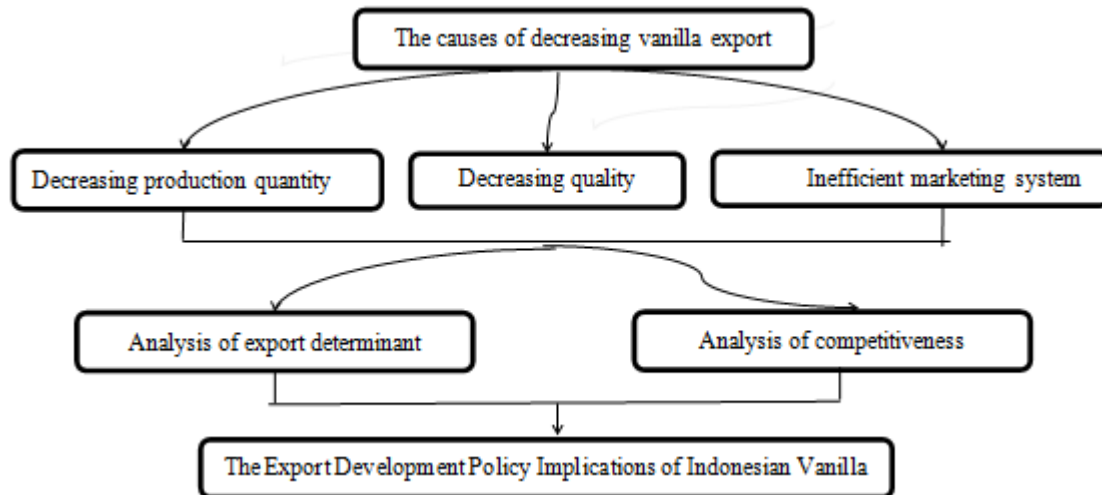 The causes of decreasing vanilla export
Decreasing production quantity
Decreasing quality
Inefficient marketing system
Analysis of export determinant
Analysis of competitiveness
The Export Development Policy Implications of Indonesian Vanilla